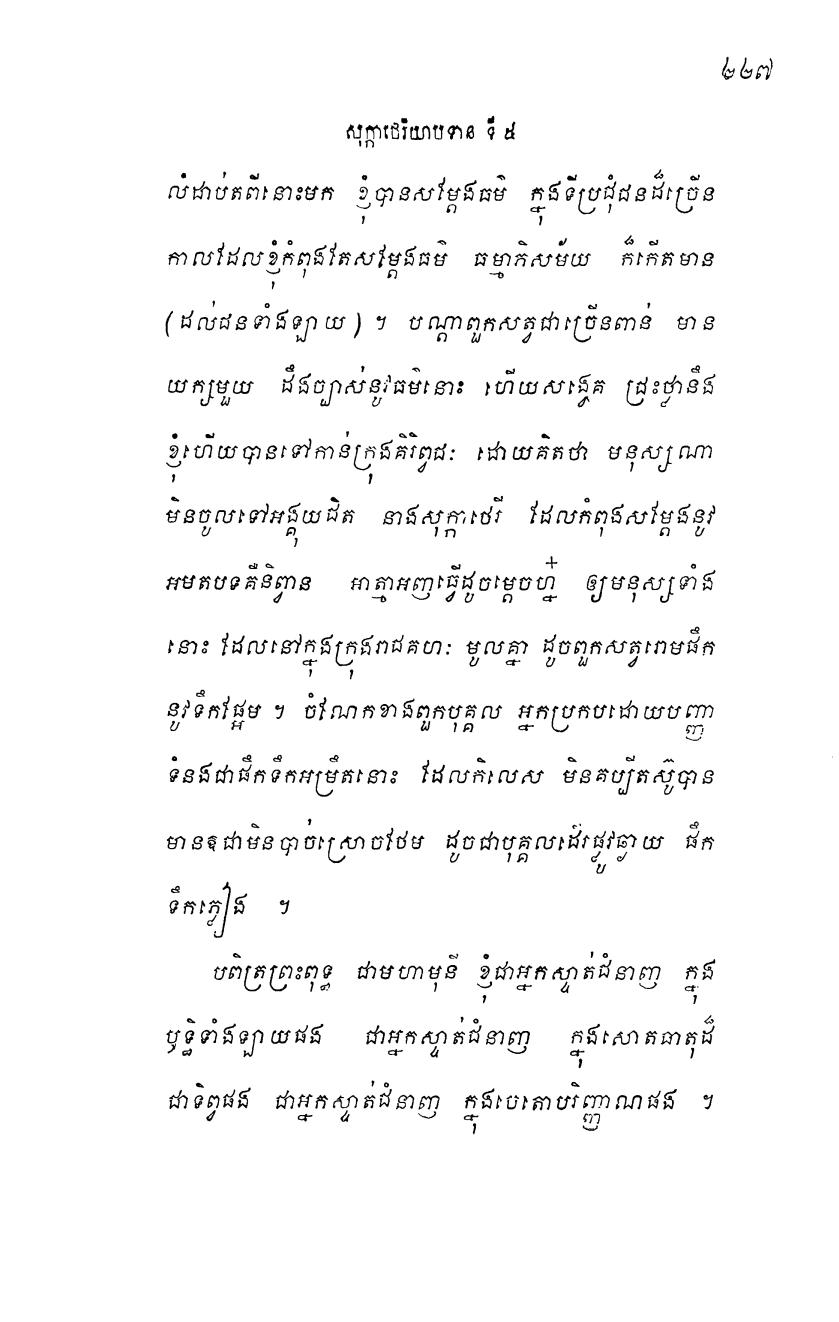 ២២៧
សុក្កាថេរិយាបទាន ទី ៥
លំដាប់តពីនោះមក ខ្ញុំបានសម្តែងធម៌ ក្នុងទីប្រជុំជនដ៏ច្រើន
កាលដែលខ្ញុំកំពុងតែសម្តែងធម៌ ធម្មាភិសម័យ ក៏កើតមាន
(ដល់ជនទាំងឡាយ) ។ បណ្តាពួកសត្វជាច្រើនពាន់ មាន
យក្សមួយ ដឹងច្បាស់នូវធម៌នោះ ហើយសង្វេគ ជ្រះថ្លានឹង
ខ្ញុំហើយបានទៅកាន់ក្រុងគិរិព្វជៈ ដោយគិតថា មនុស្សណា
មិនចូលទៅអង្គុយជិត នាងសុក្កាថេរី ដែលកំពុងសម្តែងនូវ
អមតបទគឺនិព្វាន អាត្មាអញធ្វើដូចម្តេចហ្ន៎ ឲ្យមនុស្សទាំង
នោះ ដែលនៅក្នុងក្រុងរាជគហៈ មូលគ្នា ដូចពួកសត្វរោមផឹក
នូវទឹកផ្អែម ។ ចំណែកខាងពួកបុគ្គល អ្នកប្រកបដោយបញ្ញា
ទំនងជាផឹកទឹកអម្រឹតនោះ ដែលកិលេស មិនគប្បីតស៊ូបាន
មានឱជាមិនបាច់ស្រោចថែម ដូចជាបុគ្គលដើរផ្លូវឆ្ងាយ ផឹក
ទឹកភ្លៀង ។
បពិត្រព្រះពុទ្ធ ជាមហាមុនី ខ្ញុំជាអ្នកស្ទាត់ជំនាញ ក្នុង
ឫទ្ធិទាំងឡាយផង ជាអ្នកស្ទាត់ជំនាញ ក្នុងសោតធាតុដ៏
ជាទិព្វផង ជាអ្នកស្ទាត់ជំនាញ ក្នុងចេតោបរិញ្ញាណផង ។